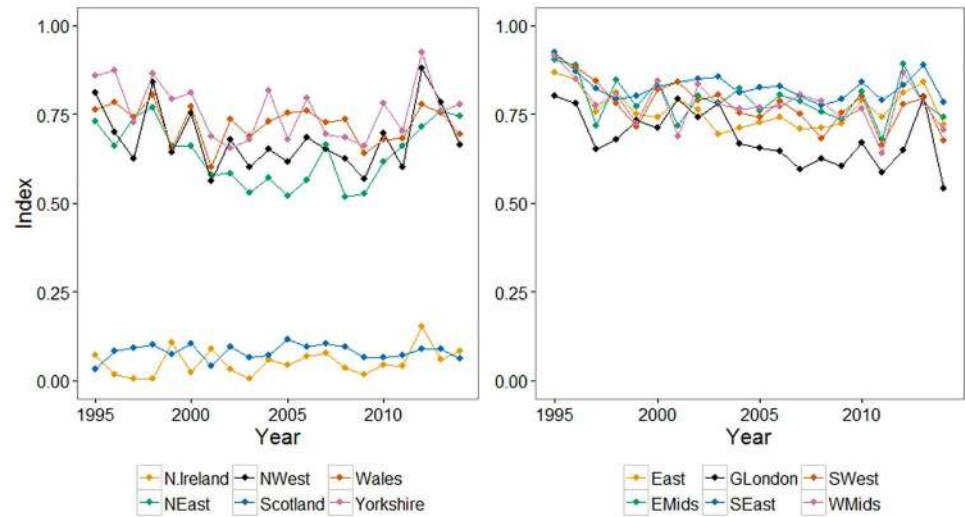 1.00
1.00
0.75
0.75
Index
0.50
0.50
0.25
0.25
0.00
0.00
1995 2000 2005 2010
1995 2000 2005 2010
Year
Year
N.Ireland NWest Wales
NEast Scotland Yorkshire
East GLondon SWest
EMids SEast WMids